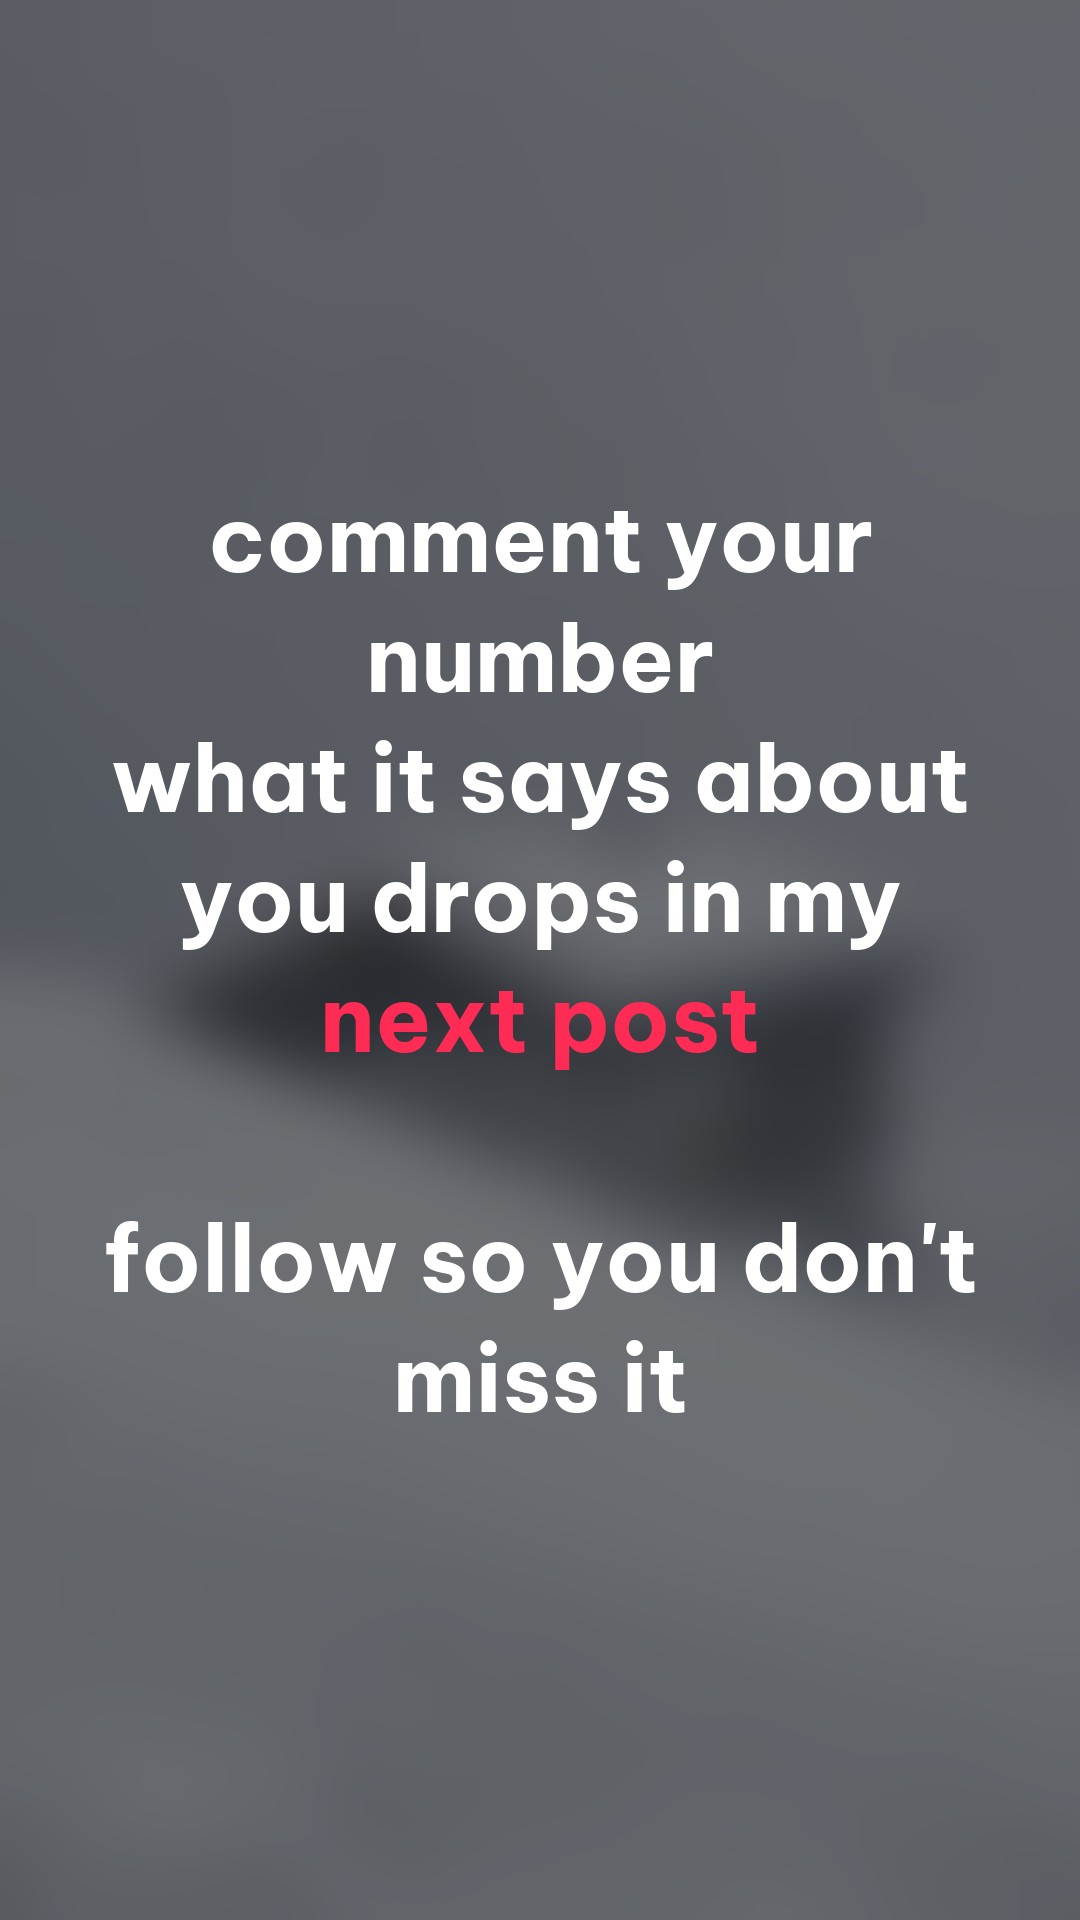 comment your
number
what it says about
you drops in my
next post
follow so you don't
miss it